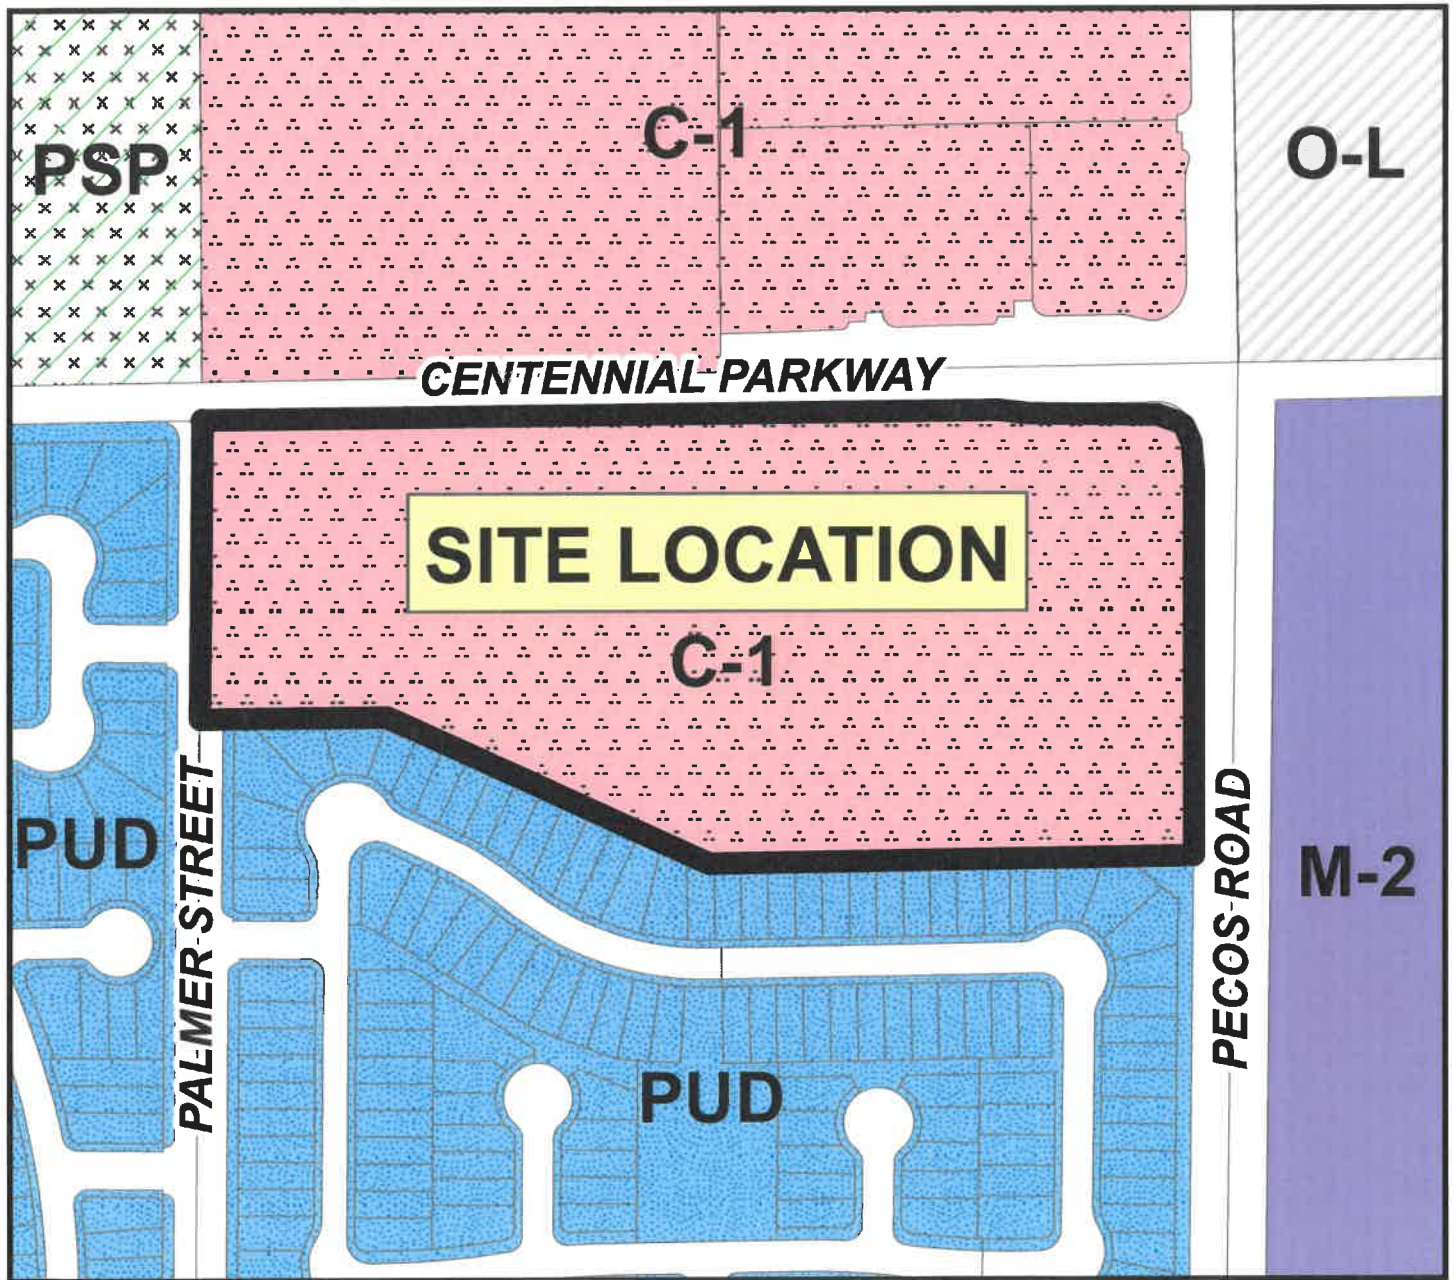 C-1
PSP
O-L
CENTENNIAL PARKWAY
SITE LOCATION
C-1
PUD
PALMER STREET
PECOS ROAD
M-2
PUD